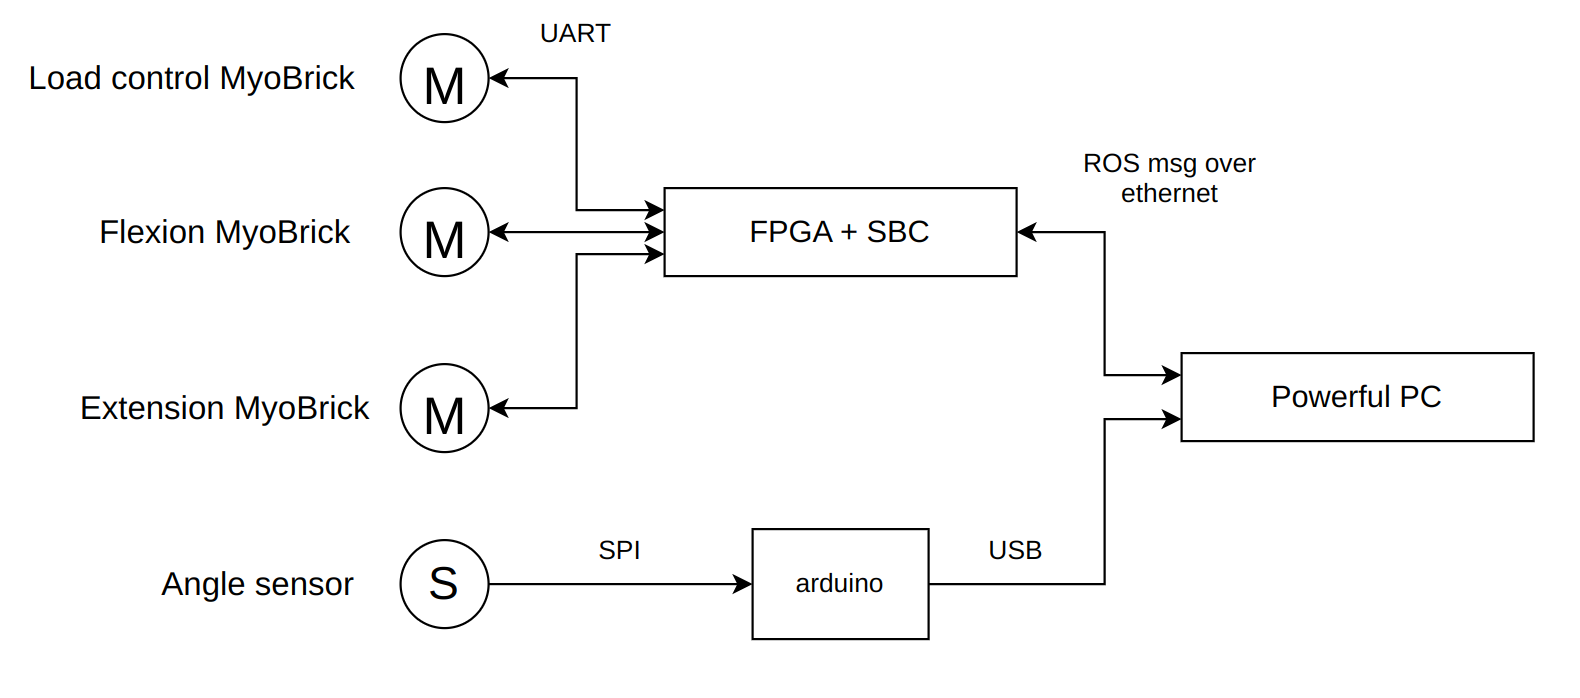 UART
Load control MyoBrick
M
ROS msg over
ethernet
Flexion MyoBrick
M
FPGA + SBC
Powerful PC
Extension MyoBrick
M
SPI
USB
Angle sensor
S
arduino